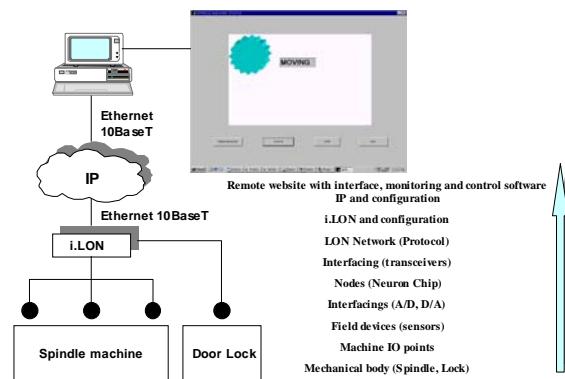 MOVING
Ethernet
10BaseT
IP
Ethernet 10BaseT
i.LON
Spindle machine
Door Lock
Remote website with interface, monitoring and control software
IP and configuration
i.LON and configuration
LON Network (Protocol)
Interfacing (transceivers)
Nodes (Neuron Chip)
Interfacings (A/D, D/A)
Field devices (sensors)
Machine IO points
Mechanical body (Spindle, Lock)